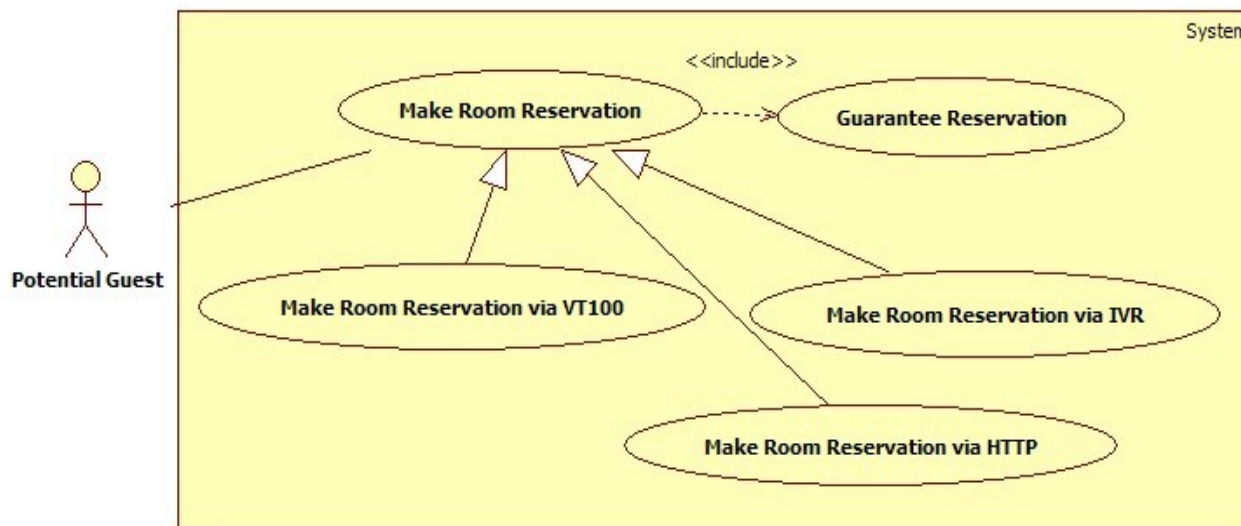 System
<<include>>
Make Room Reservation
Guarantee Reservation
Potential Guest
Make Room Reservation via VT100
Make Room Reservation via IVR
Make Room Reservation via HTTP